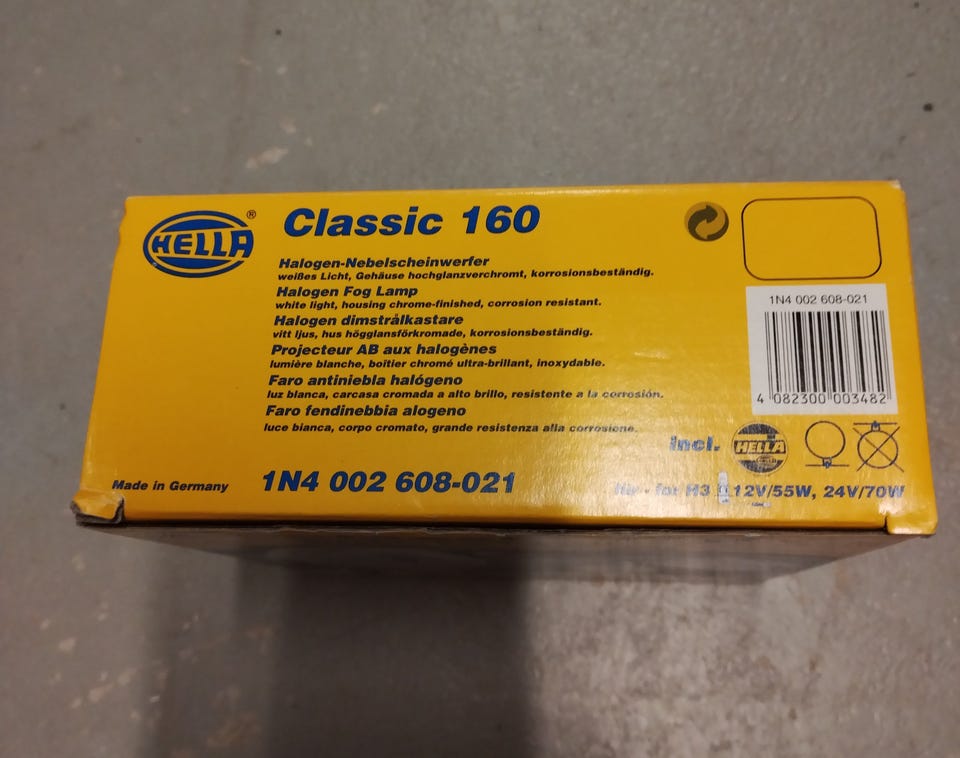 HELLA ®
Classic 160
Halogen-Nebelscheinwerfer
weißes Licht, Gehäuse hochglanzverchromt, korrosionsbeständig.
Halogen Fog Lamp
white light, housing chrome-finished, corrosion resistant.
Halogen dimstrålkastare
vitt ljus, hus högglansförkromade, korrosionsbeständig.
Projecteur AB aux halogènes
lumière blanche, boîtier chromé ultra-brillant, inoxydable.
Faro antiniebla halógeno
luz blanca, carcasa cromada a alto brillo, resistente a la corrosión.
Faro fendinebbia alogeno
luce bianca, corpo cromato, grande resistenza alla corrosione.
1N4 002 608-021
4 082300 003482
Incl. HELLA
Made in Germany
1N4 002 608-021
für - for H3 12V/55W, 24V/70W